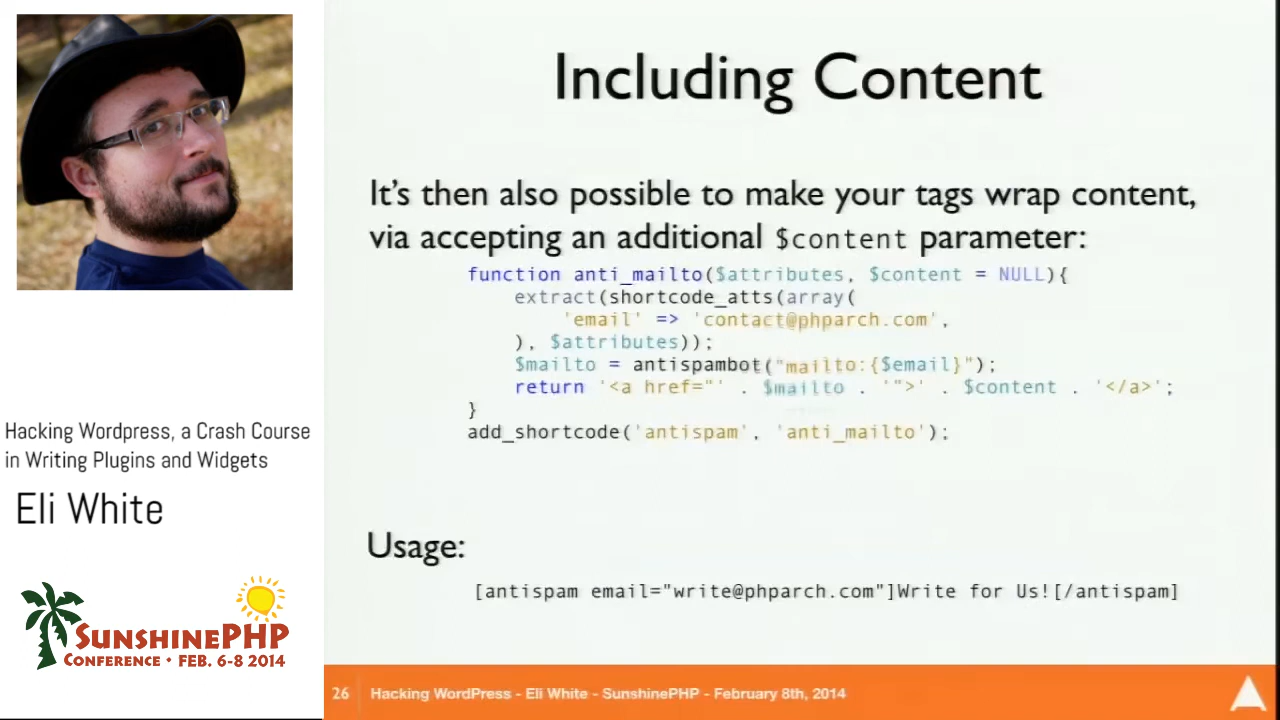 Including Content
It's then also possible to make your tags wrap content,
via accepting an additional $content parameter:
function anti_mailto($attributes, $content = NULL){
extract(shortcode_atts(array(
'email' => 'contact@phparch.com',
), $attributes));
$mailto = antispambot("mailto:{$email}");
return '<a href="' . $mailto . '">' . $content . '</a>';
}
add_shortcode('antispam', 'anti_mailto');
Usage:
[antispam email="write@phparch.com"]Write for Us![/antispam]
26 Hacking WordPress - Eli White - SunshinePHP - February 8th, 2014
Hacking Wordpress, a Crash Course
in Writing Plugins and Widgets
Eli White
SUNSHINEPHP
CONFERENCE • FEB. 6-8 2014